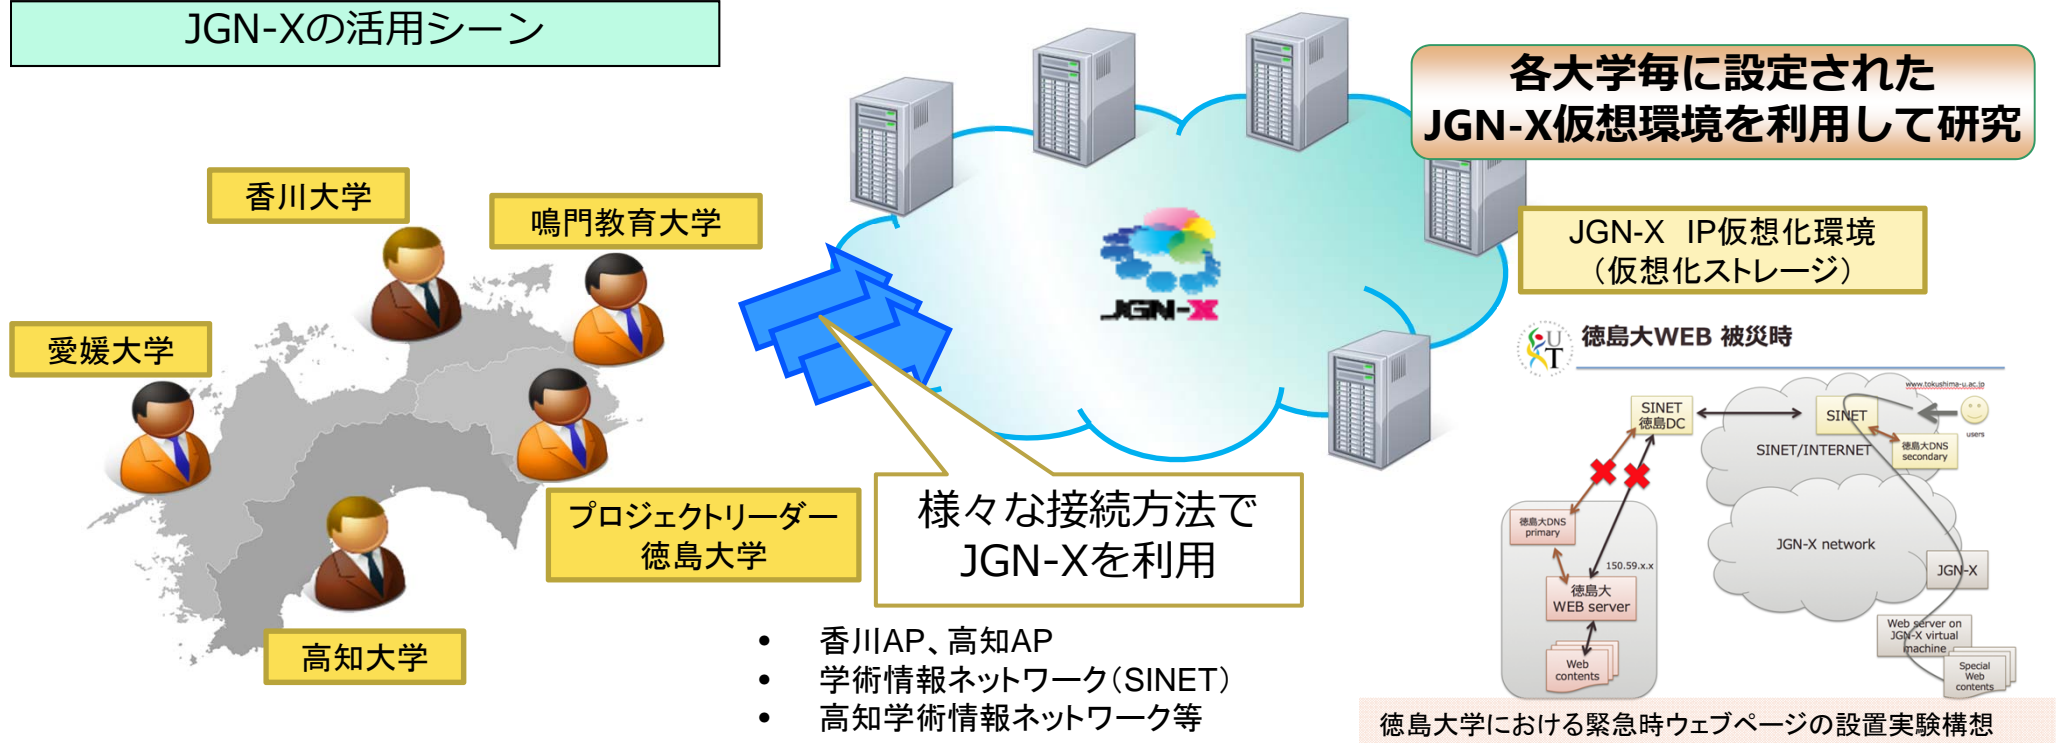 JGN-Xの活用シーン
各大学毎に設定された
JGN-X仮想環境を利用して研究
香川大学
鳴門教育大学
愛媛大学
プロジェクトリーダー
徳島大学
高知大学
JGN-X
JGN-X　IP仮想化環境
（仮想化ストレージ）
様々な接続方法で
JGN-Xを利用
• 香川AP、高知AP
• 学術情報ネットワーク（SINET）
• 高知学術情報ネットワーク等
UT
徳島大WEB 被災時
www.tokushima-u.ac.jp
SINET
徳島DC
SINET
users
徳島大DNS
secondary
SINET/INTERNET
徳島大DNS
primary
150.59.x.x
徳島大
WEB server
Web
contents
JGN-X network
JGN-X
Web server on
JGN-X virtual
machine
Special
Web
contents
徳島大学における緊急時ウェブページの設置実験構想